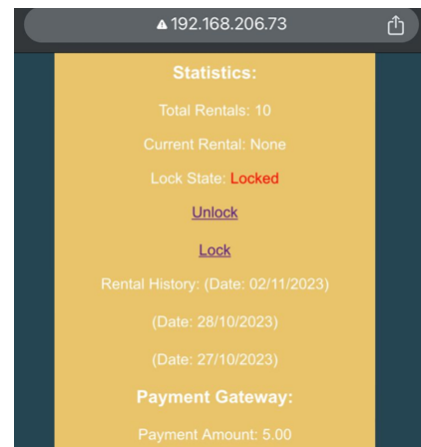 192.168.206.73
Statistics:
Total Rentals: 10
Current Rental: None
Lock State: Locked
Unlock
Lock
Rental History: (Date: 02/11/2023)
(Date: 28/10/2023)
(Date: 27/10/2023)
Payment Gateway:
Payment Amount: 5.00